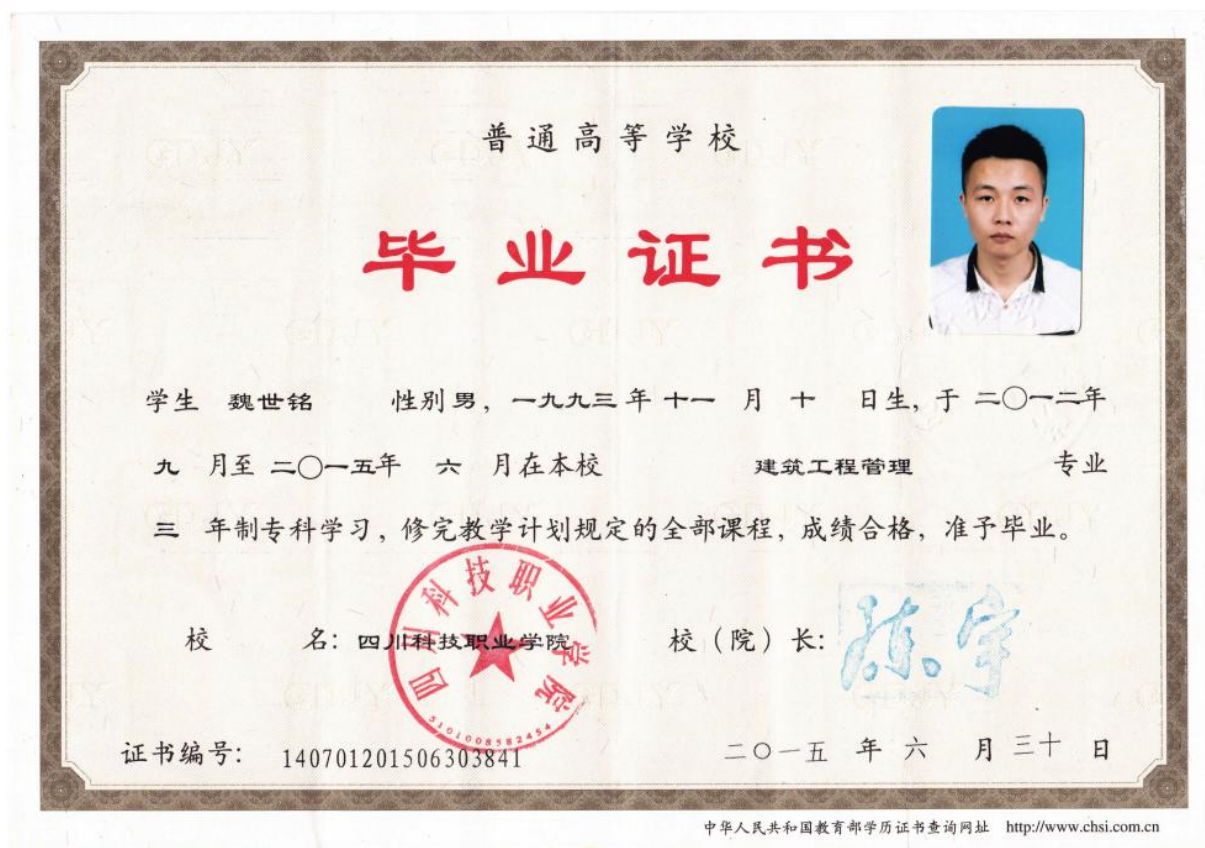 普通高等学校
毕业证书
学生 魏世铭 性别男，一九九三年十一月十日生，于二〇一二年
九月至二〇一五年六月在本校 建筑工程管理 专业
三年制专科学习，修完教学计划规定的全部课程，成绩合格，准予毕业。
四川科技职业学院
校 名：四川科技职业学院 校（院）长：
5101008582454
证书编号：140701201506303841 二〇一五年六月三十日
中华人民共和国教育部学历证书查询网址 http://www.chsi.com.cn